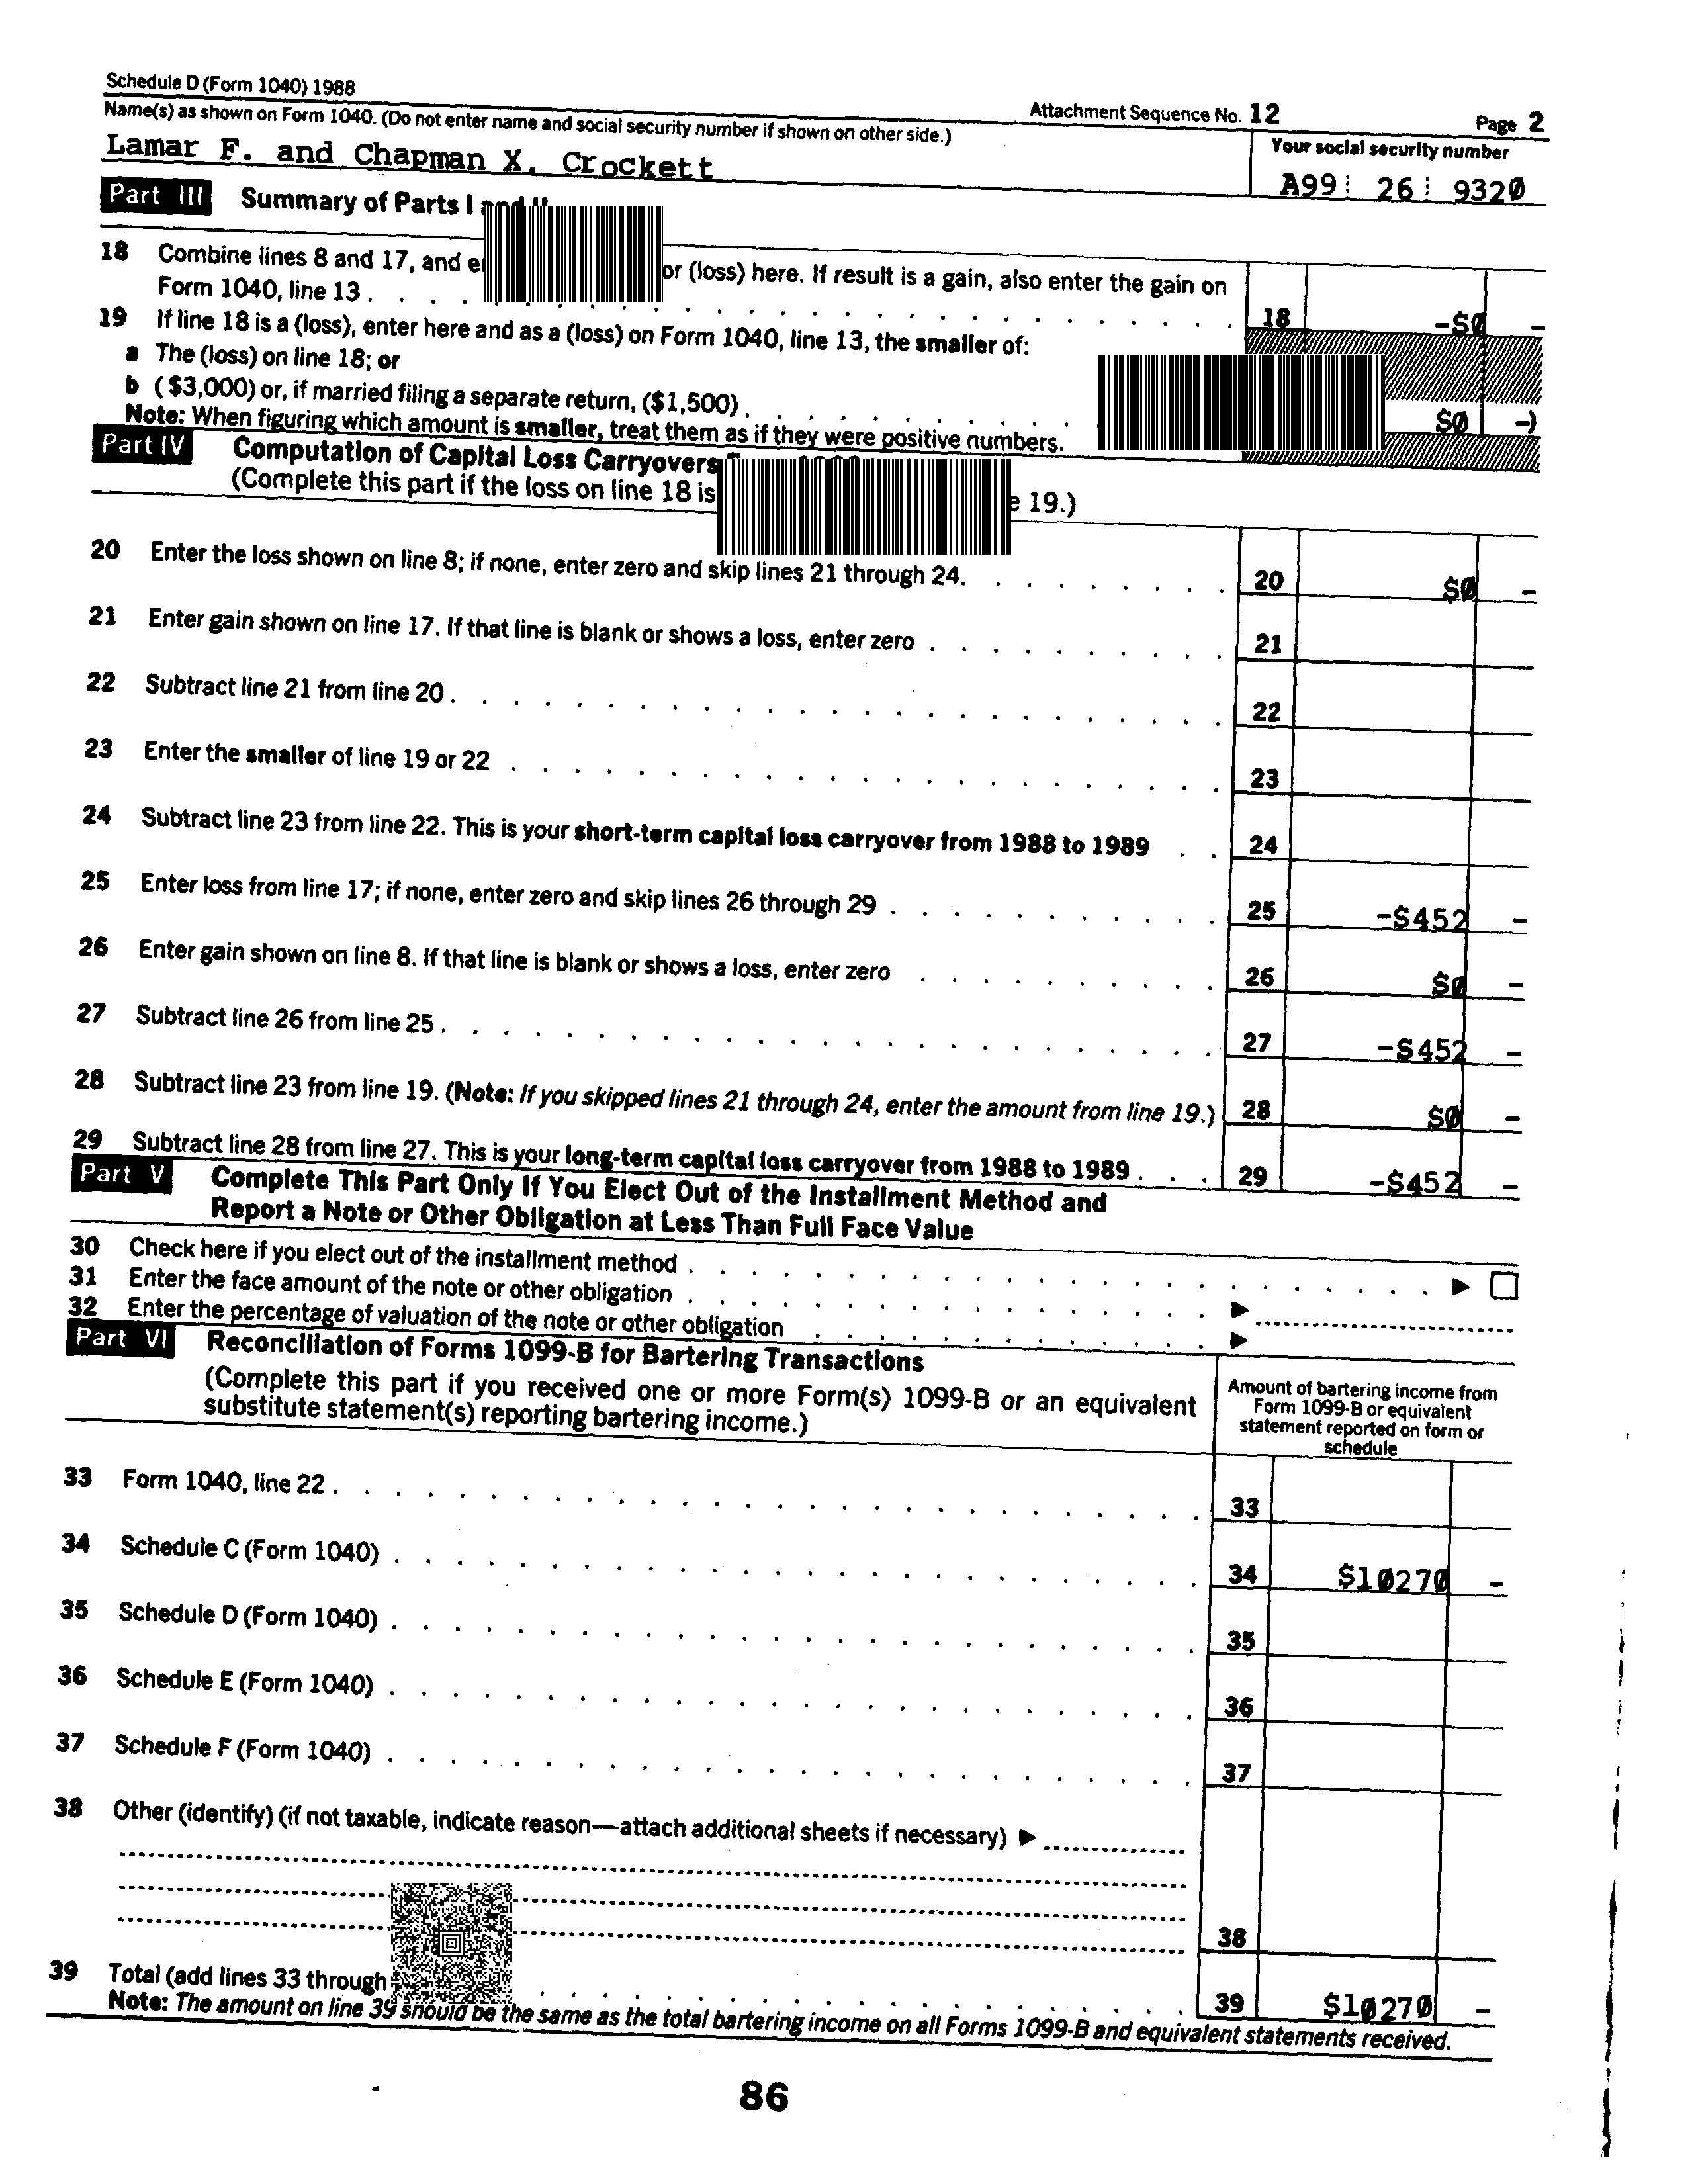 Schedule D (Form 1040) 1988
Attachment Sequence No. 12
Page 2
Name(s) as shown on Form 1040. (Do not enter name and social security number if shown on other side.)
Your social security number
Lamar F. and Chapman X. Crockett
A99 26 9320
Part III Summary of Parts I
18 Combine lines 8 and 17, and or (loss) here. If result is a gain, also enter the gain on
Form 1040, line 13 . . . . 18 -$0 -
19 If line 18 is a (loss), enter here and as a (loss) on Form 1040, line 13, the smaller of:
a The (loss) on line 18; or
b ($3,000) or, if married filing a separate return, ($1,500) . . . . $0 -)
Note: When figuring which amount is smaller, treat them as if they were positive numbers.
Part IV Computation of Capital Loss Carryovers
(Complete this part if the loss on line 18 is 19.)
20 Enter the loss shown on line 8; if none, enter zero and skip lines 21 through 24. . . . 20 $0 -
21 Enter gain shown on line 17. If that line is blank or shows a loss, enter zero . . . . 21
22 Subtract line 21 from line 20 . . . . 22
23 Enter the smaller of line 19 or 22 . . . . 23
24 Subtract line 23 from line 22. This is your short-term capital loss carryover from 1988 to 1989 . . 24
25 Enter loss from line 17; if none, enter zero and skip lines 26 through 29 . . . . 25 -$452 -
26 Enter gain shown on line 8. If that line is blank or shows a loss, enter zero . . . . 26 $0 -
27 Subtract line 26 from line 25 . . . . 27 -$452 -
28 Subtract line 23 from line 19. (Note: If you skipped lines 21 through 24, enter the amount from line 19.) 28 $0 -
29 Subtract line 28 from line 27. This is your long-term capital loss carryover from 1988 to 1989 . . . 29 -$452 -
Part V Complete This Part Only If You Elect Out of the Installment Method and
Report a Note or Other Obligation at Less Than Full Face Value
30 Check here if you elect out of the installment method . . . . ▶ □
31 Enter the face amount of the note or other obligation . . . . ▶
32 Enter the percentage of valuation of the note or other obligation . . . . ▶
Part VI Reconciliation of Forms 1099-B for Bartering Transactions
(Complete this part if you received one or more Form(s) 1099-B or an equivalent
substitute statement(s) reporting bartering income.)
Amount of bartering income from
Form 1099-B or equivalent
statement reported on form or
schedule
33 Form 1040, line 22 . . . . 33
34 Schedule C (Form 1040) . . . . 34 $10270 -
35 Schedule D (Form 1040) . . . . 35
36 Schedule E (Form 1040) . . . . 36
37 Schedule F (Form 1040) . . . . 37
38 Other (identify) (if not taxable, indicate reason—attach additional sheets if necessary) ▶
38
39 Total (add lines 33 through . . . . 39 $10270 -
Note: The amount on line 39 should be the same as the total bartering income on all Forms 1099-B and equivalent statements received.
86